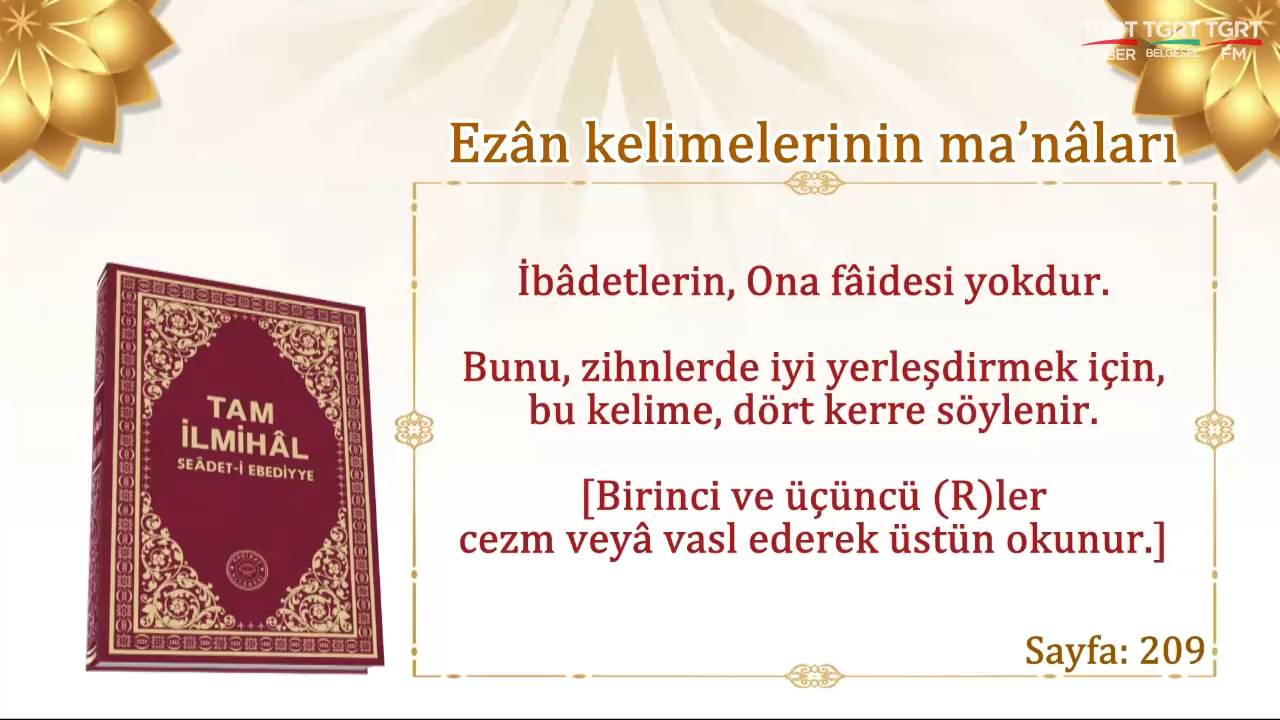 TGRT TGRT TGRT
BER BELGESEL FM
Ezân kelimelerinin ma’nâları
İbâdetlerin, Ona fâidesi yokdur.
Bunu, zihnlerde iyi yerleşdirmek için,
bu kelime, dört kerre söylenir.
[Birinci ve üçüncü (R)ler
cezm veyâ vasl ederek üstün okunur.]
Sayfa: 209
TAM
İLMİHÂL
SEÂDET-İ EBEDİYYE